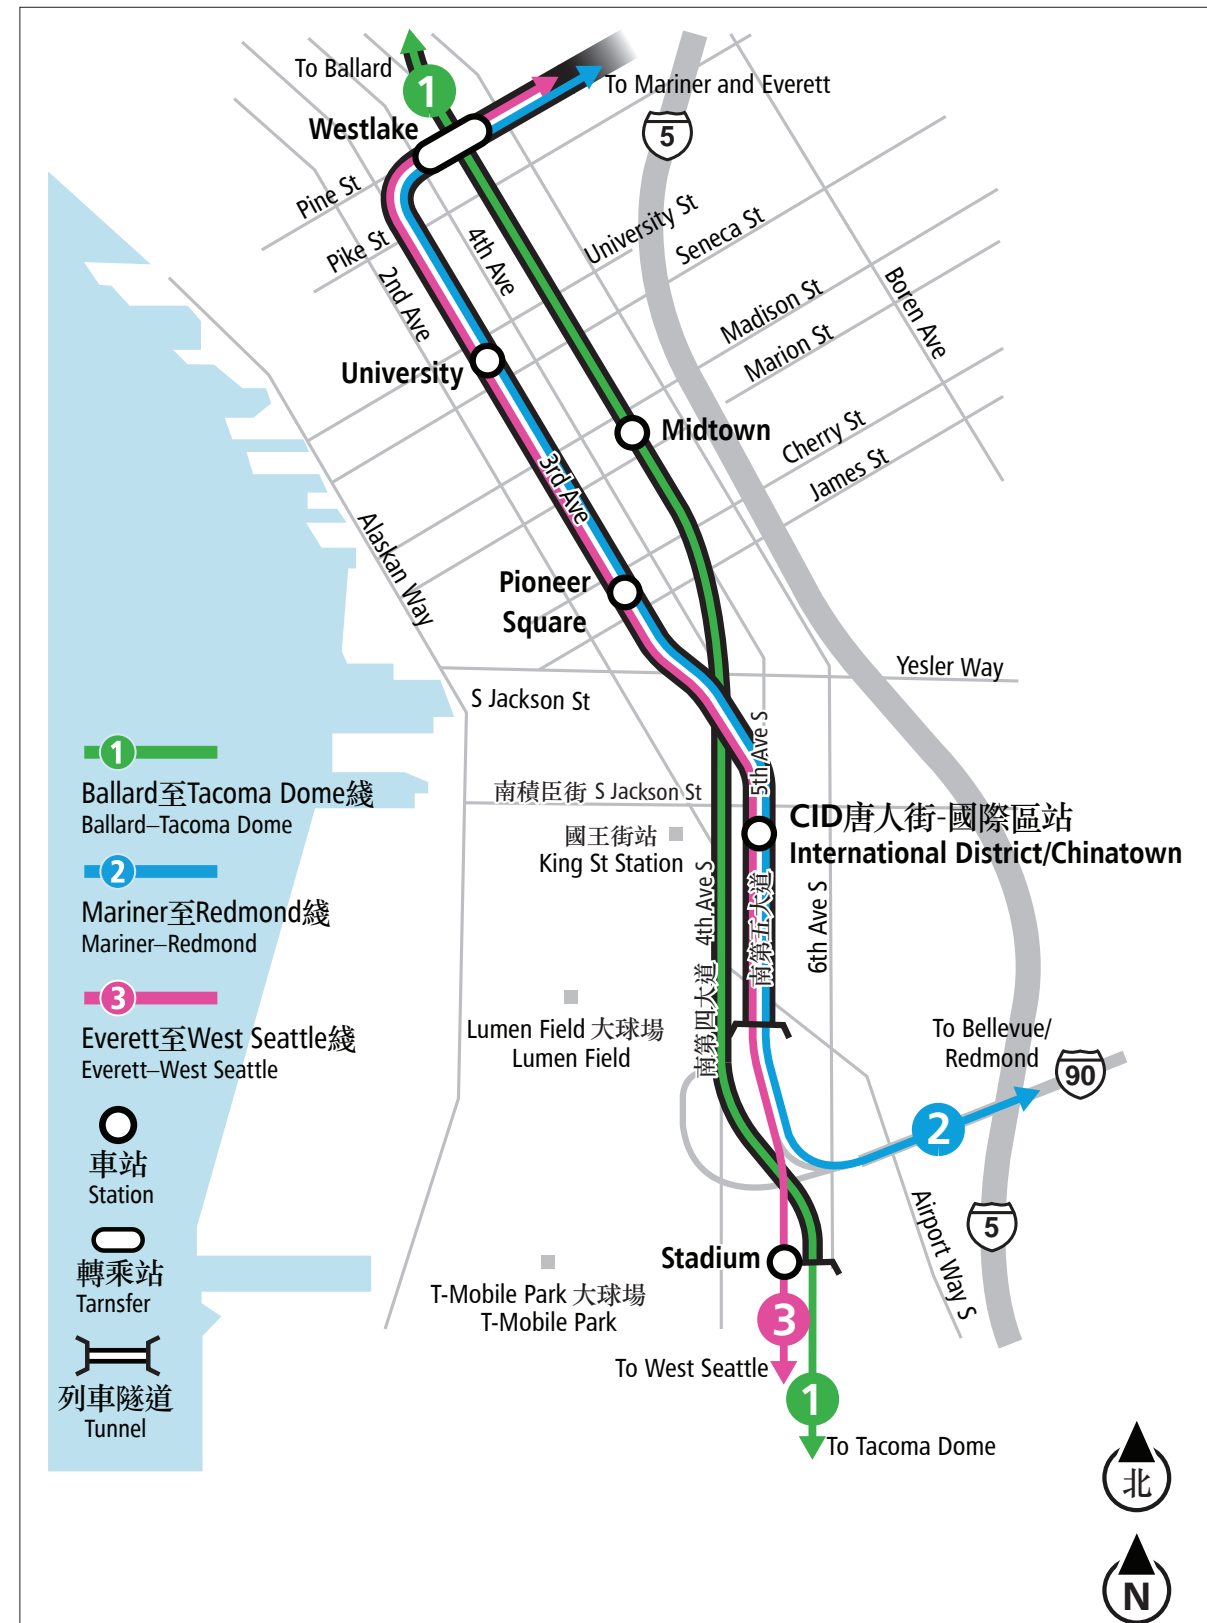 To Ballard
1
To Mariner and Everett
Westlake
5
Pine St
Pike St
4th Ave
2nd Ave
University St
Seneca St
Boren Ave
Madison St
Marion St
University
Midtown
Cherry St
James St
3rd Ave
Alaskan Way
Pioneer
Square
Yesler Way
S Jackson St
5th Ave S
南積臣街 S Jackson St
CID唐人街-國際區站
International District/Chinatown
國王街站
King St Station
4th Ave S
南第四大道
南第五大道
6th Ave S
Lumen Field 大球場
Lumen Field
To Bellevue/
Redmond
90
2
Airport Way S
5
Stadium
T-Mobile Park 大球場
T-Mobile Park
3
To West Seattle
1
To Tacoma Dome
1
Ballard至Tacoma Dome綫
Ballard–Tacoma Dome
2
Mariner至Redmond綫
Mariner–Redmond
3
Everett至West Seattle綫
Everett–West Seattle
車站
Station
轉乘站
Tarnsfer
列車隧道
Tunnel
北
N